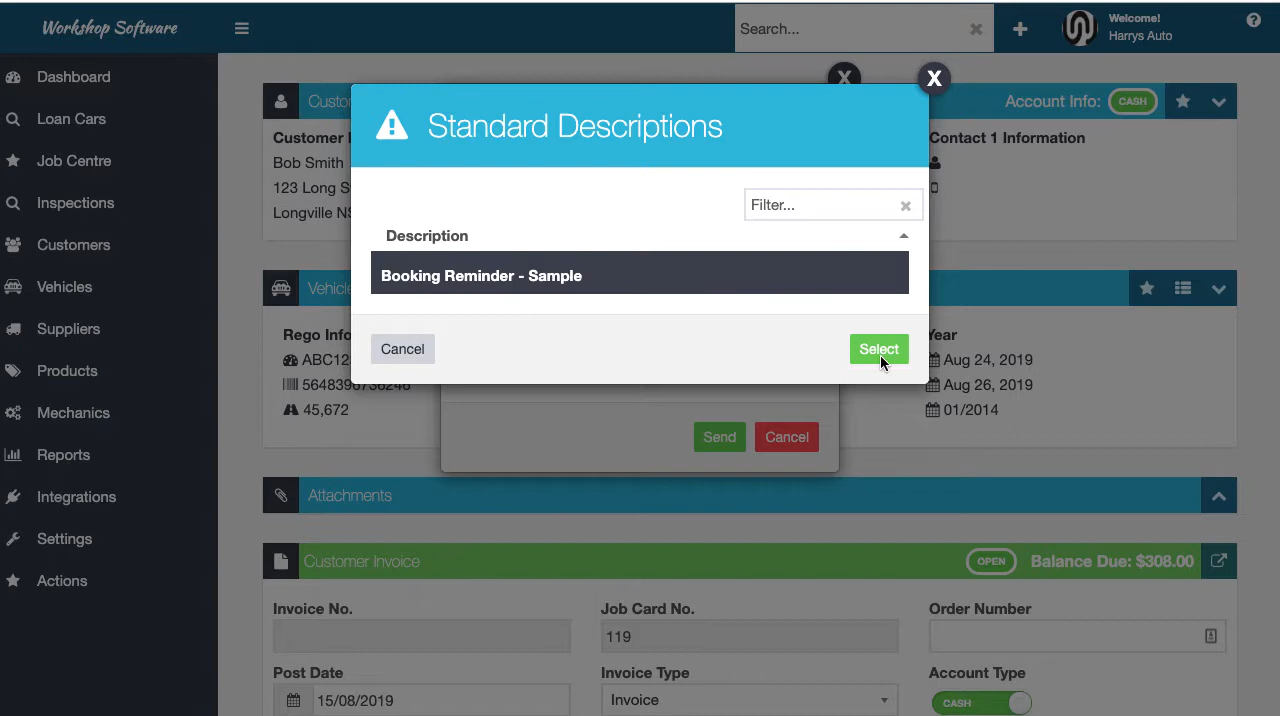 Workshop Software
Search...
Welcome!
Harrys Auto
Dashboard
Loan Cars
Job Centre
Inspections
Customers
Vehicles
Suppliers
Products
Mechanics
Reports
Integrations
Settings
Actions
Account Info: CASH
Customer
Bob Smith
123 Long
Longville NS
Contact 1 Information
X
X
Standard Descriptions
Filter...
Description
Booking Reminder - Sample
Cancel
Select
Rego Info
ABC12
5648396736246
45,672
Year
Aug 24, 2019
Aug 26, 2019
01/2014
Send
Cancel
Attachments
Customer Invoice
OPEN
Balance Due: $308.00
Invoice No.
Job Card No.
119
Order Number
Post Date
15/08/2019
Invoice Type
Invoice
Account Type
CASH